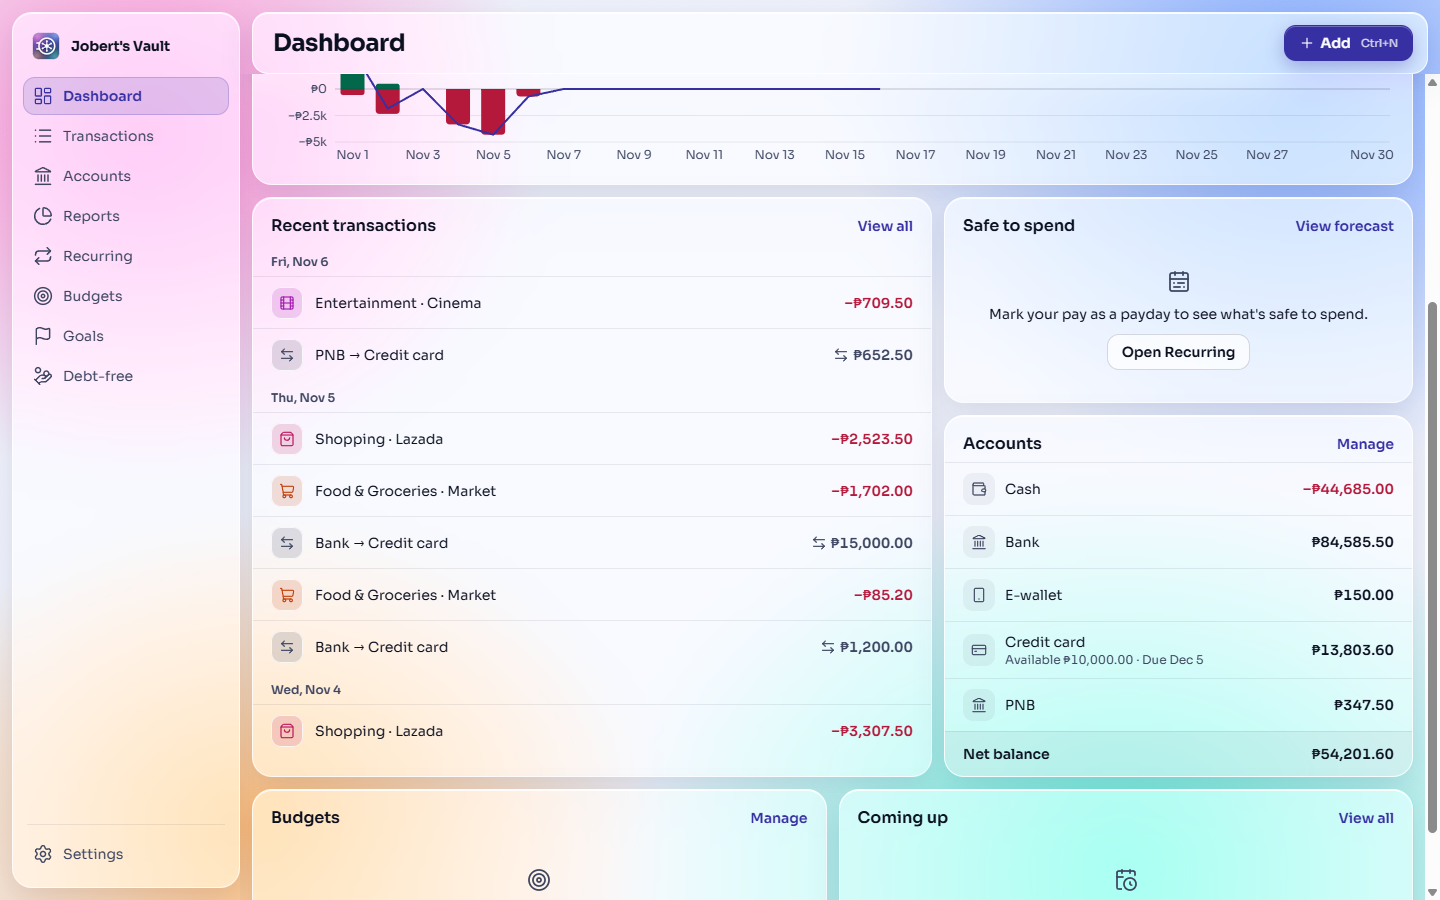 Jobert's Vault
Dashboard
Transactions
Accounts
Reports
Recurring
Budgets
Goals
Debt-free
Settings
Dashboard
Add Ctrl+N
₱0
−₱2.5k
−₱5k
Nov 1 Nov 3 Nov 5 Nov 7 Nov 9 Nov 11 Nov 13 Nov 15 Nov 17 Nov 19 Nov 21 Nov 23 Nov 25 Nov 27 Nov 30
Recent transactions View all
Fri, Nov 6
Entertainment · Cinema −₱709.50
PNB → Credit card ₱652.50
Thu, Nov 5
Shopping · Lazada −₱2,523.50
Food & Groceries · Market −₱1,702.00
Bank → Credit card ₱15,000.00
Food & Groceries · Market −₱85.20
Bank → Credit card ₱1,200.00
Wed, Nov 4
Shopping · Lazada −₱3,307.50
Safe to spend View forecast
Mark your pay as a payday to see what's safe to spend.
Open Recurring
Accounts Manage
Cash −₱44,685.00
Bank ₱84,585.50
E-wallet ₱150.00
Credit card ₱13,803.60
Available ₱10,000.00 · Due Dec 5
PNB ₱347.50
Net balance ₱54,201.60
Budgets Manage
Coming up View all